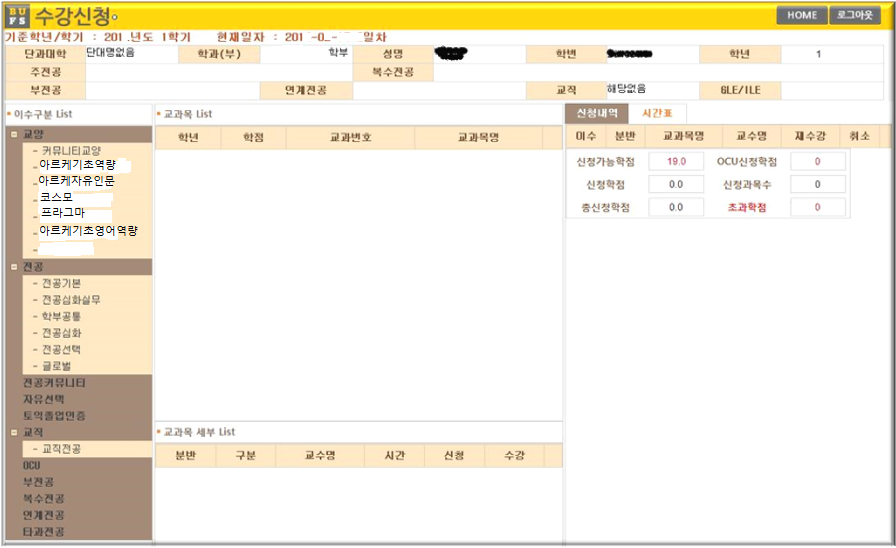 BU
FS
수강신청
HOME 로그아웃
기준학년/학기 : 201 년도 1학기 현재일자 : 201 -0_- 일차
단과대학 단대명없음 학과(부) 학부 성명 학번 학년 1
주전공 복수전공
부전공 연계전공 교직 해당없음 GLE/ILE
이수구분 List
교양
- 커뮤니티교양
아르케기초역량
아르케자유인문
코스모
프라그마
아르케기초영어역량
전공
- 전공기본
- 전공심화실무
- 학부공통
- 전공심화
- 전공선택
- 글로벌
전공커뮤니티
자유선택
토익졸업인증
교직
- 교직전공
OCU
부전공
복수전공
연계전공
타과전공
교과목 List
학년 학점 교과번호 교과목명
교과목 세부 List
분반 구분 교수명 시간 신청 수강
신청내역 시간표
이수 분반 교과목명 교수명 재수강 취소
신청가능학점 19.0 OCU신청학점 0
신청학점 0.0 신청과목수 0
총신청학점 0.0 초과학점 0